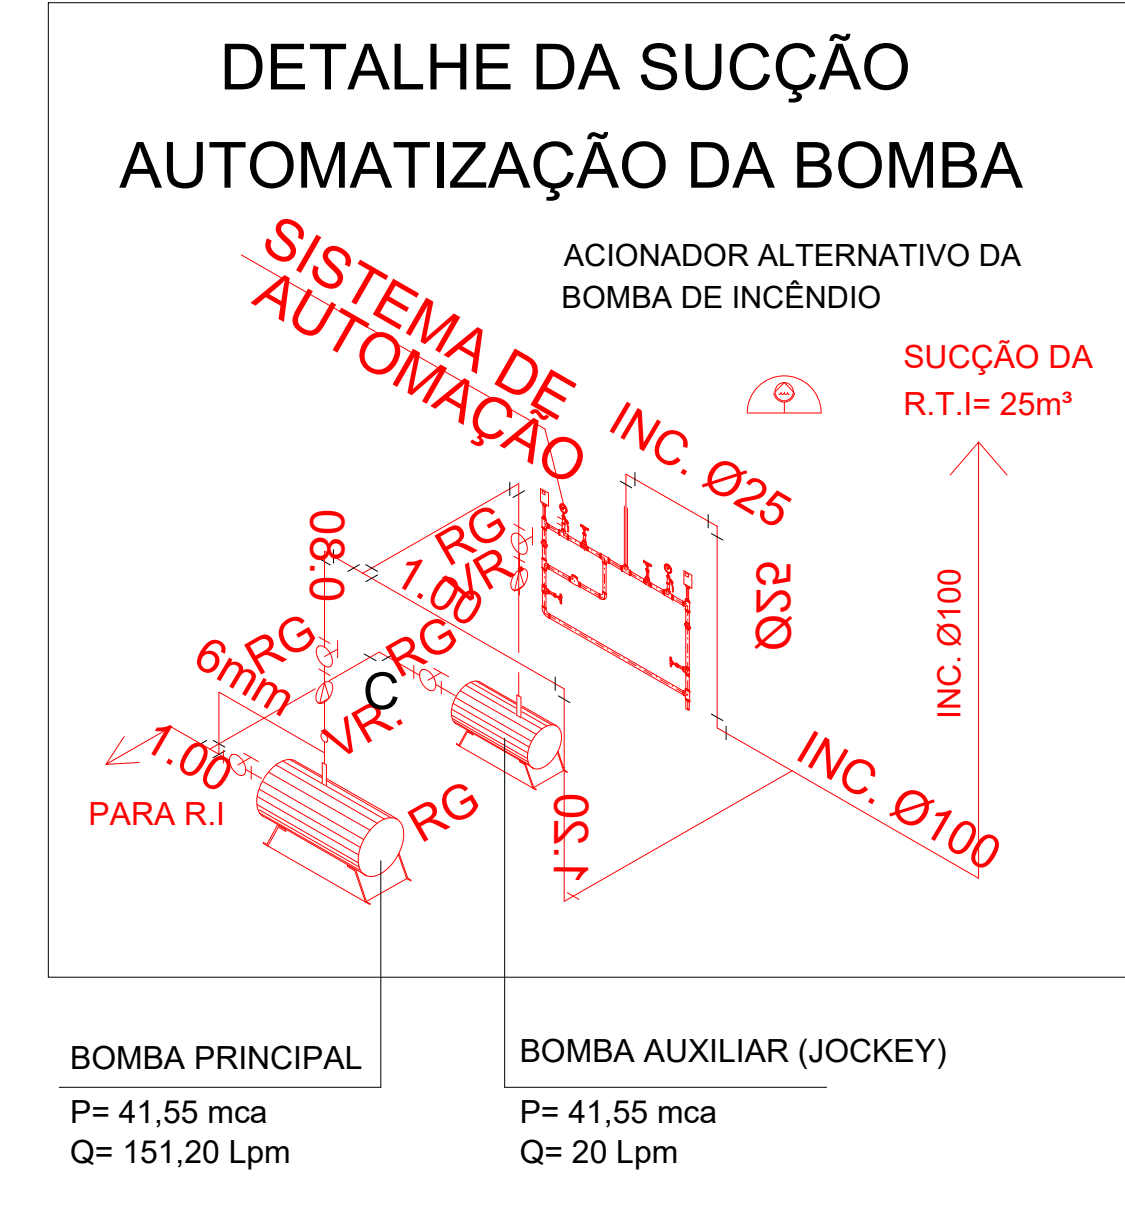 DETALHE DA SUCÇÃO
AUTOMATIZAÇÃO DA BOMBA
SISTEMA DE
AUTOMAÇÃO
ACIONADOR ALTERNATIVO DA
BOMBA DE INCÊNDIO
SUCÇÃO DA
R.T.I= 25m³
INC. Ø25
RG
VR.
0.80
1.00
Ø25
INC. Ø100
RG
6mm
RG
C
VR.
1.00
PARA R.I
RG
1.20
INC. Ø100
BOMBA PRINCIPAL
P= 41,55 mca
Q= 151,20 Lpm
BOMBA AUXILIAR (JOCKEY)
P= 41,55 mca
Q= 20 Lpm